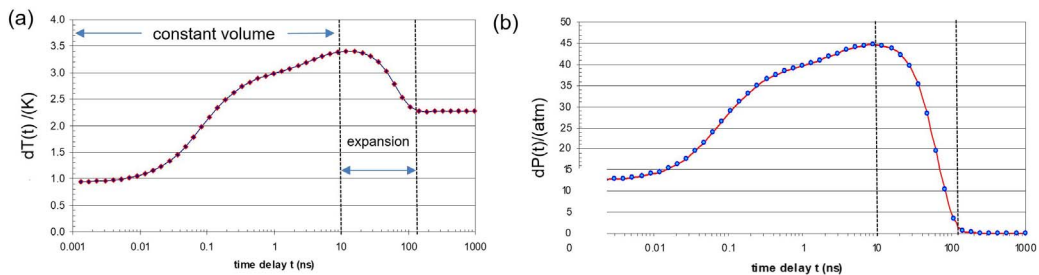 (a)
4.0
constant volume
3.5
3.0
2.5
2.0
1.5
1.0
0.5
0.0
dT(t) /(K)
expansion
0.001 0.01 0.1 1 10 100 1000
time delay t (ns)
(b)
50
45
40
35
30
25
20
15
10
5
0
dP(t)/(atm)
0.01 0.1 1 10 100 1000
time delay t (ns)